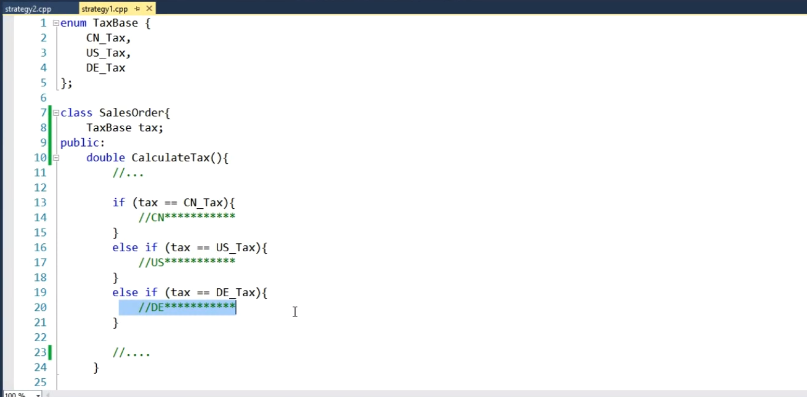 strategy2.cpp strategy1.cpp
1 enum TaxBase {
2 CN_Tax,
3 US_Tax,
4 DE_Tax
5 };
6
7 class SalesOrder{
8 TaxBase tax;
9 public:
10 double CalculateTax(){
11 //...
12
13 if (tax == CN_Tax){
14 //CN***********
15 }
16 else if (tax == US_Tax){
17 //US***********
18 }
19 else if (tax == DE_Tax){
20 //DE***********
21 }
22
23 //....
24 }
25
100 %